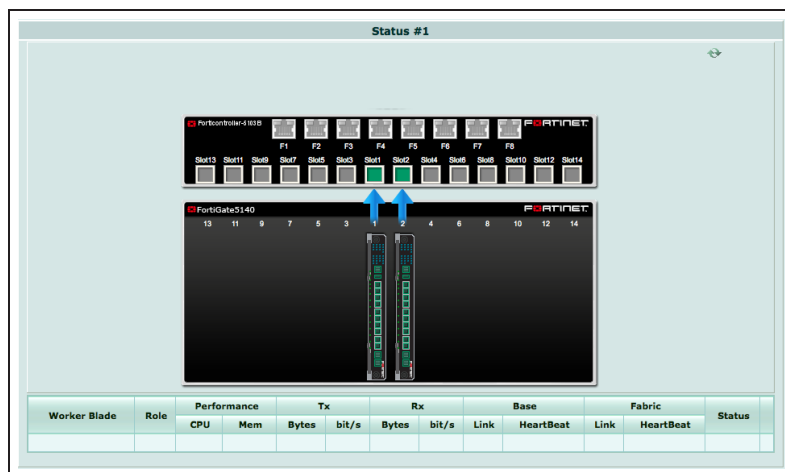 Status #1
Forticontroller-5103B
FORTINET
F1 F2 F3 F4 F5 F6 F7 F8
Slot13 Slot11 Slot9 Slot7 Slot5 Slot3 Slot1 Slot2 Slot4 Slot6 Slot8 Slot10 Slot12 Slot14
FortiGate5140
FORTINET
13 11 9 7 5 3 1 2 4 6 8 10 12 14
Worker Blade Role Performance Tx Rx Base Fabric Status
CPU Mem Bytes bit/s Bytes bit/s Link HeartBeat Link HeartBeat